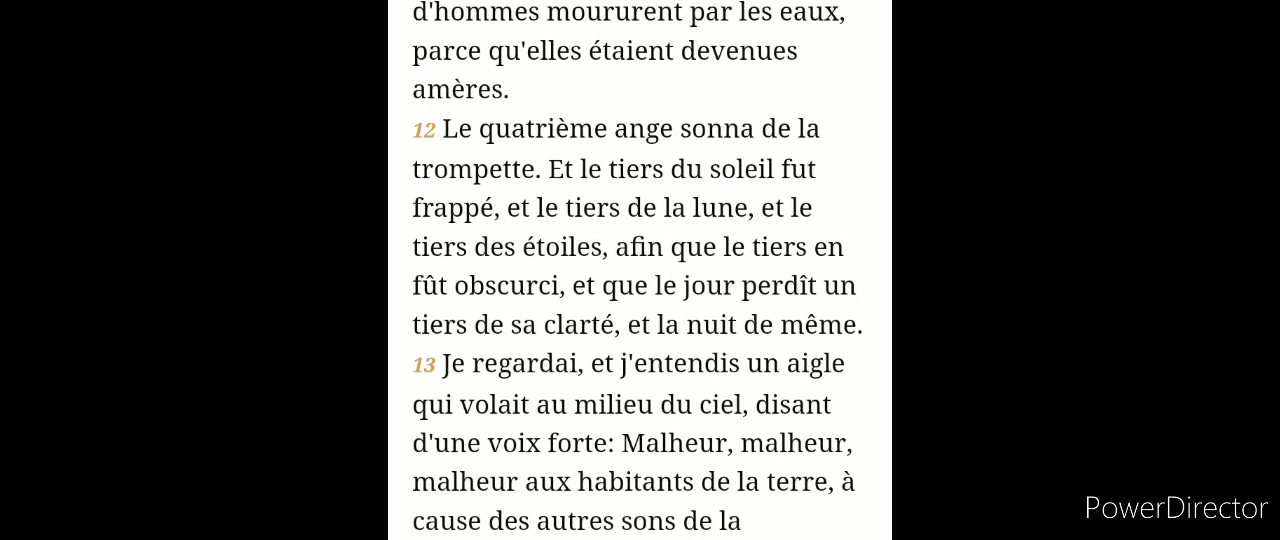 d'hommes moururent par les eaux,
parce qu'elles étaient devenues
amères.
12 Le quatrième ange sonna de la
trompette. Et le tiers du soleil fut
frappé, et le tiers de la lune, et le
tiers des étoiles, afin que le tiers en
fût obscurci, et que le jour perdît un
tiers de sa clarté, et la nuit de même.
13 Je regardai, et j'entendis un aigle
qui volait au milieu du ciel, disant
d'une voix forte: Malheur, malheur,
malheur aux habitants de la terre, à
cause des autres sons de la
PowerDirector